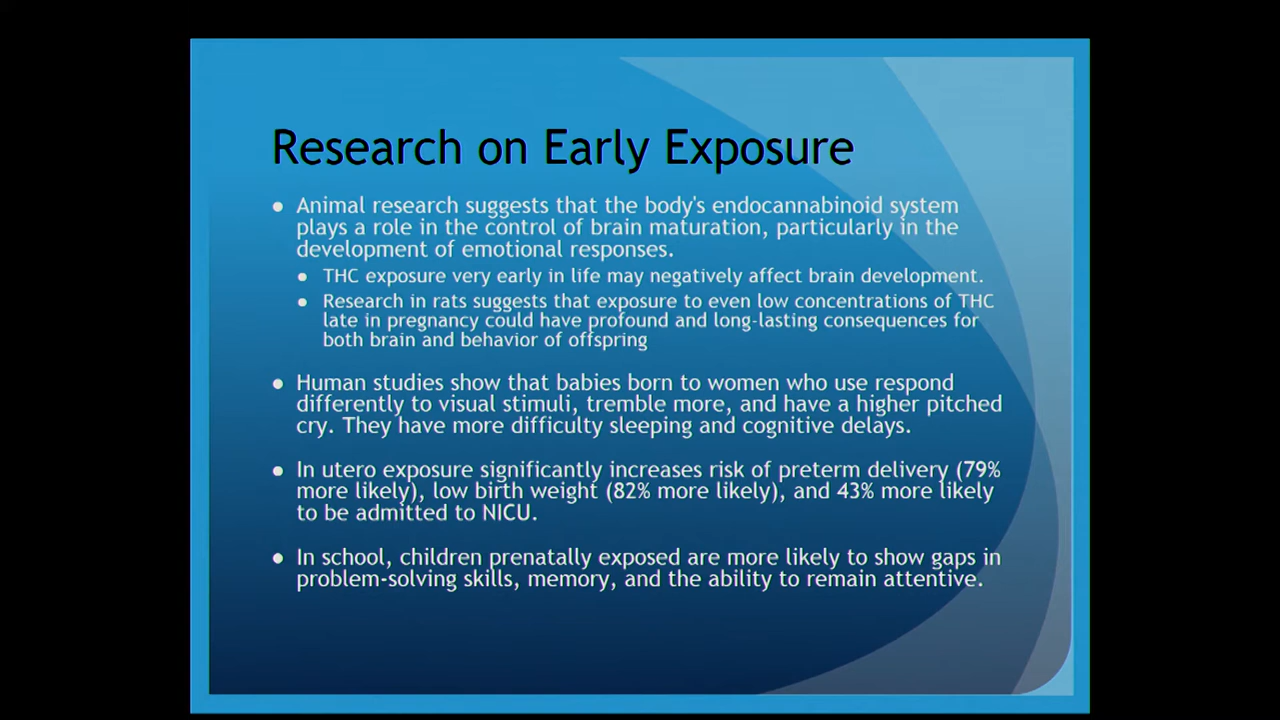 Research on Early Exposure
Animal research suggests that the body's endocannabinoid system
plays a role in the control of brain maturation, particularly in the
development of emotional responses.
THC exposure very early in life may negatively affect brain development.
Research in rats suggests that exposure to even low concentrations of THC
late in pregnancy could have profound and long-lasting consequences for
both brain and behavior of offspring
Human studies show that babies born to women who use respond
differently to visual stimuli, tremble more, and have a higher pitched
cry. They have more difficulty sleeping and cognitive delays.
In utero exposure significantly increases risk of preterm delivery (79%
more likely), low birth weight (82% more likely), and 43% more likely
to be admitted to NICU.
In school, children prenatally exposed are more likely to show gaps in
problem-solving skills, memory, and the ability to remain attentive.